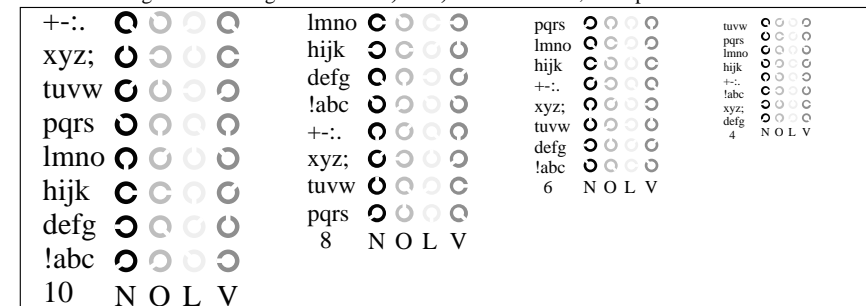 +-:.
xyz;
tuvw
pqrs
lmno
hijk
defg
!abc
10 N O L V
lmno
hijk
defg
!abc
+-:.
xyz;
tuvw
pqrs
8 N O L V
pqrs
lmno
hijk
+-:.
xyz;
tuvw
defg
!abc
6 N O L V
tuvw
pqrs
lmno
hijk
+-:.
!abc
xyz;
defg
4 N O L V